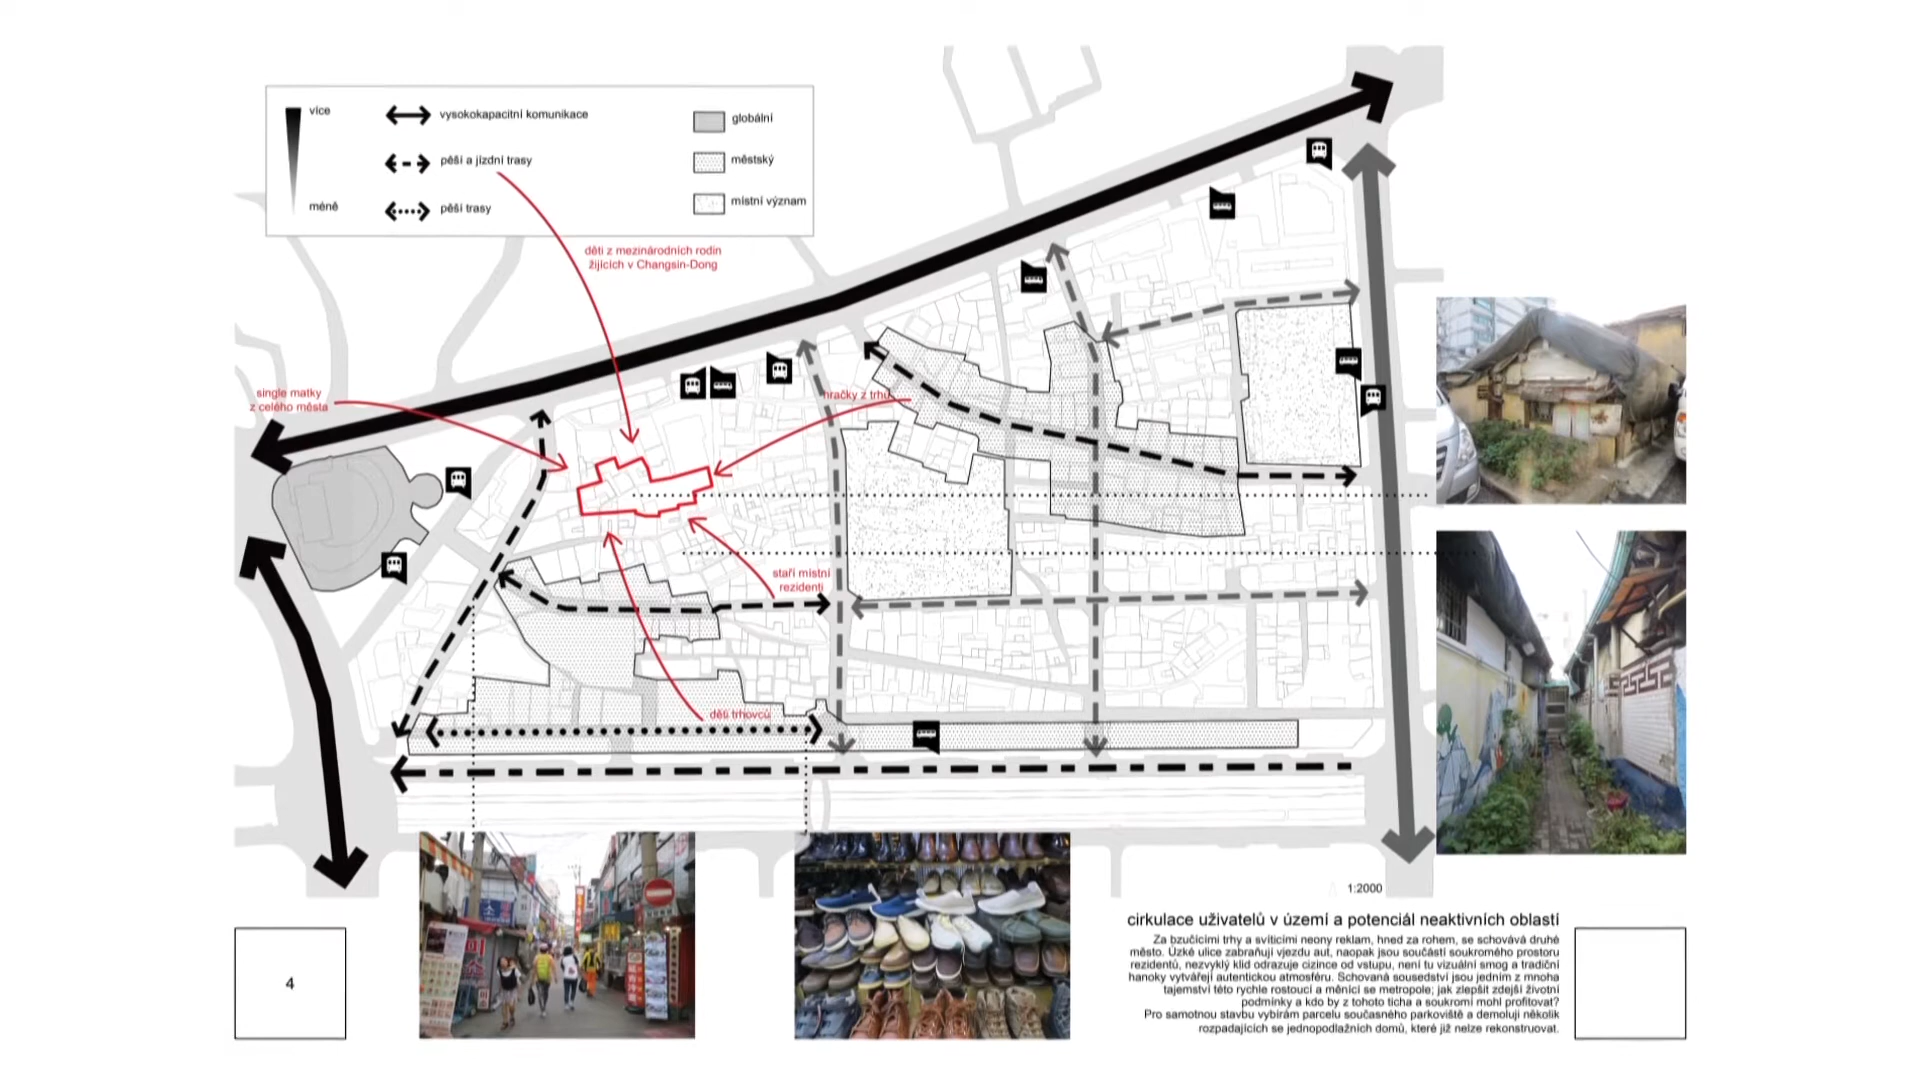 více
méně
vysokokapacitní komunikace
pěší a jízdní trasy
pěší trasy
globální
městský
místní význam
děti z mezinárodních rodin
žijících v Changsin-Dong
single matky
z celého města
hračky z trhu
staří místní
rezidenti
děti trhovců
1:2000
cirkulace uživatelů v území a potenciál neaktivních oblastí
Za bzučícími trhy a svítícími neony reklam, hned za rohem, se schovává druhé
město. Úzké ulice zabraňují vjezdu aut, naopak jsou součástí soukromého prostoru
rezidentů, nezvyklý klid odrazuje cizince od vstupu, není tu vizuální smog a tradiční
hanoky vytvářejí autentickou atmosféru. Schovaná sousedství jsou jedním z mnoha
tajemství této rychle rostoucí a měnící se metropole; jak zlepšit zdejší životní
podmínky a kdo by z tohoto ticha a soukromí mohl profitovat?
Pro samotnou stavbu vybírám parcelu současného parkoviště a demoluji několik
rozpadajících se jednopodlažních domů, které již nelze rekonstruovat.
4